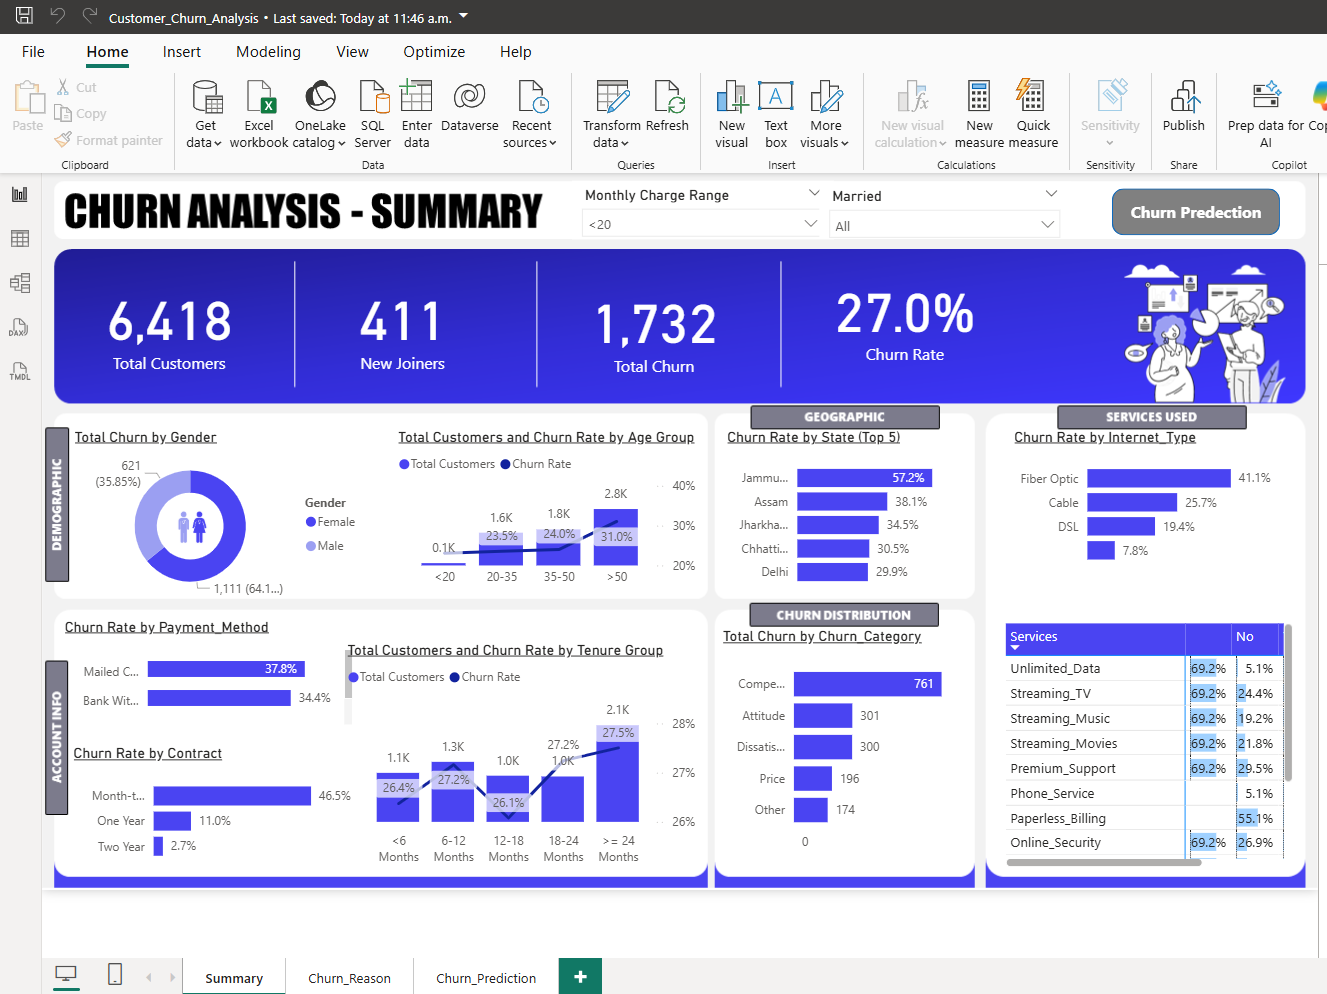 Customer_Churn_Analysis • Last saved: Today at 11:46 a.m.
File Home Insert Modeling View Optimize Help
Paste
Cut
Copy
Format painter
Clipboard
Get data
Excel workbook
OneLake catalog
SQL Server
Enter data
Dataverse
Recent sources
Data
Transform data
Refresh
Queries
New visual
Text box
More visuals
Insert
New visual calculation
New measure
Quick measure
Calculations
Sensitivity
Sensitivity
Publish
Share
Prep data for AI
Cop
Copilot
DAX
TMDL
CHURN ANALYSIS - SUMMARY
Monthly Charge Range
<20
Married
All
Churn Predection
6,418
Total Customers
411
New Joiners
1,732
Total Churn
27.0%
Churn Rate
DEMOGRAPHIC
Total Churn by Gender
621
(35.85%)
1,111 (64.1...)
Gender
Female
Male
Total Customers and Churn Rate by Age Group
Total Customers Churn Rate
0.1K 1.6K 1.8K 2.8K
23.5% 24.0% 31.0%
40%
30%
20%
<20 20-35 35-50 >50
GEOGRAPHIC
Churn Rate by State (Top 5)
Jammu... 57.2%
Assam 38.1%
Jharkha... 34.5%
Chhatti... 30.5%
Delhi 29.9%
SERVICES USED
Churn Rate by Internet_Type
Fiber Optic 41.1%
Cable 25.7%
DSL 19.4%
7.8%
ACCOUNT INFO
Churn Rate by Payment_Method
Mailed C... 37.8%
Bank Wit... 34.4%
Churn Rate by Contract
Month-t... 46.5%
One Year 11.0%
Two Year 2.7%
Total Customers and Churn Rate by Tenure Group
Total Customers Churn Rate
1.1K 1.3K 1.0K 1.0K 2.1K
26.4% 27.2% 26.1% 27.2% 27.5%
28%
27%
26%
<6 Months
6-12 Months
12-18 Months
18-24 Months
>= 24 Months
CHURN DISTRIBUTION
Total Churn by Churn_Category
Compe... 761
Attitude 301
Dissatis... 300
Price 196
Other 174
0
Services No
Unlimited_Data 69.2% 5.1%
Streaming_TV 69.2% 24.4%
Streaming_Music 69.2% 19.2%
Streaming_Movies 69.2% 21.8%
Premium_Support 69.2% 29.5%
Phone_Service 5.1%
Paperless_Billing 55.1%
Online_Security 69.2% 26.9%
Summary Churn_Reason Churn_Prediction +